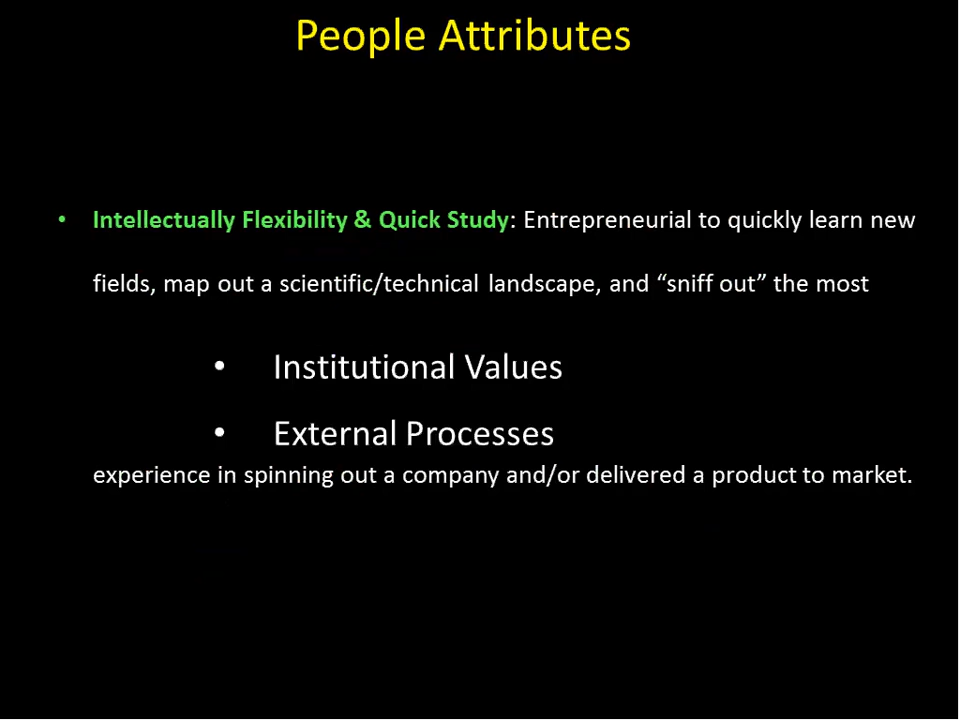 People Attributes
• Intellectually Flexibility & Quick Study: Entrepreneurial to quickly learn new
fields, map out a scientific/technical landscape, and “sniff out” the most
• Institutional Values
• External Processes
experience in spinning out a company and/or delivered a product to market.